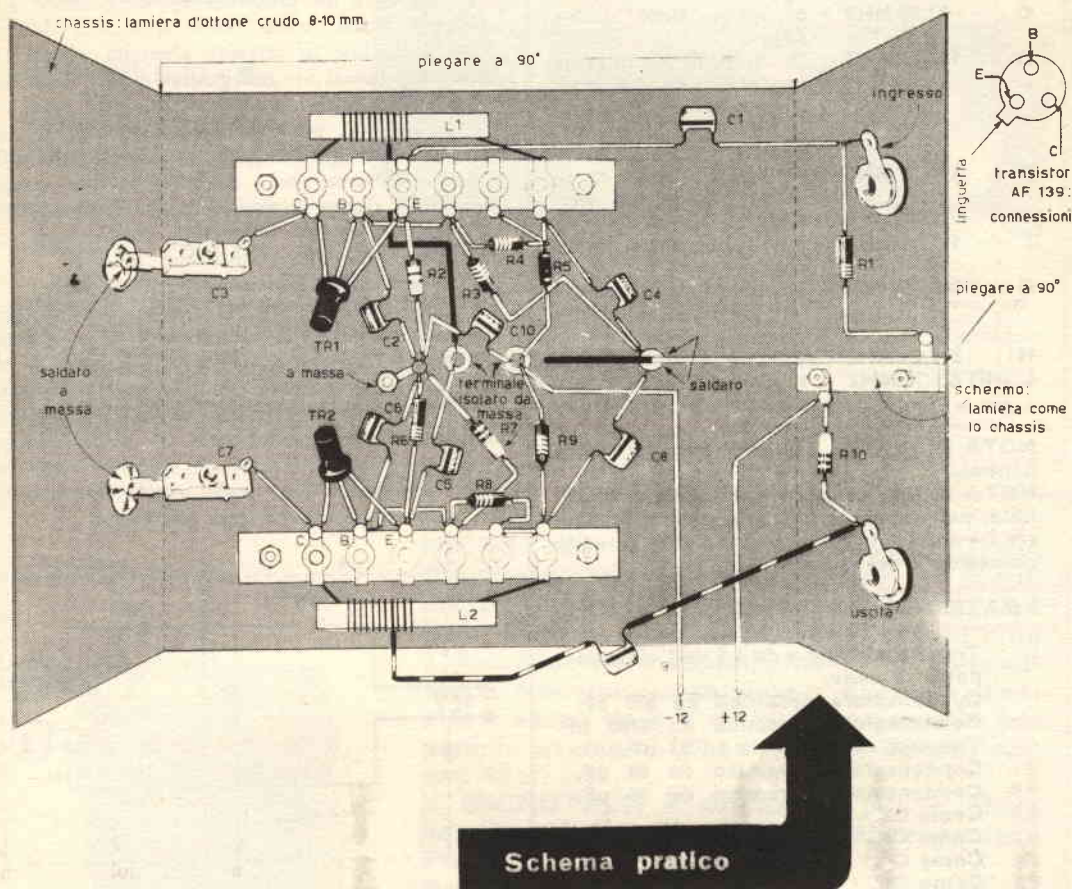 chassis: lamiera d'ottone crudo 8-10 mm
piegare a 90°
B
E
C
linguetta
transistor
AF 139:
connessioni
ingresso
L1
C1
C
B
E
R1
R2
R3
R4
R5
C3
C2
C4
C10
TR1
piegare a 90°
saldato
a
massa
a massa
terminale
isolato da
massa
saldato
schermo:
lamiera come
lo chassis
TR2
C6
R6
C5
R7
R8
R9
C8
R10
C7
C
B
E
L2
uscita
-12
+12
Schema pratico